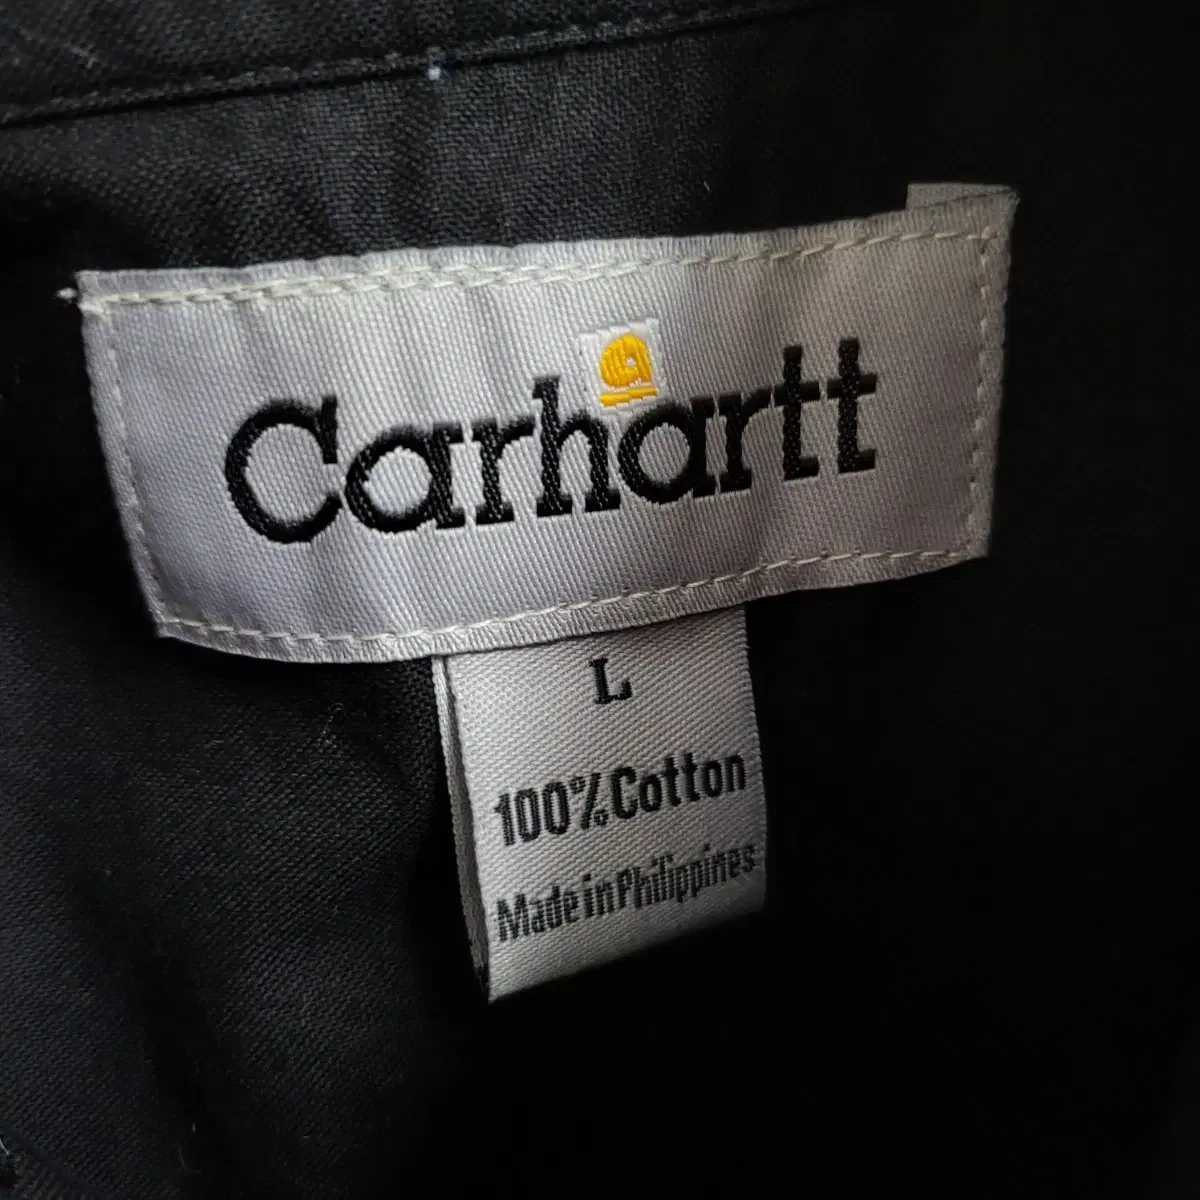 Carhartt
L
100% Cotton
Made in Philippines